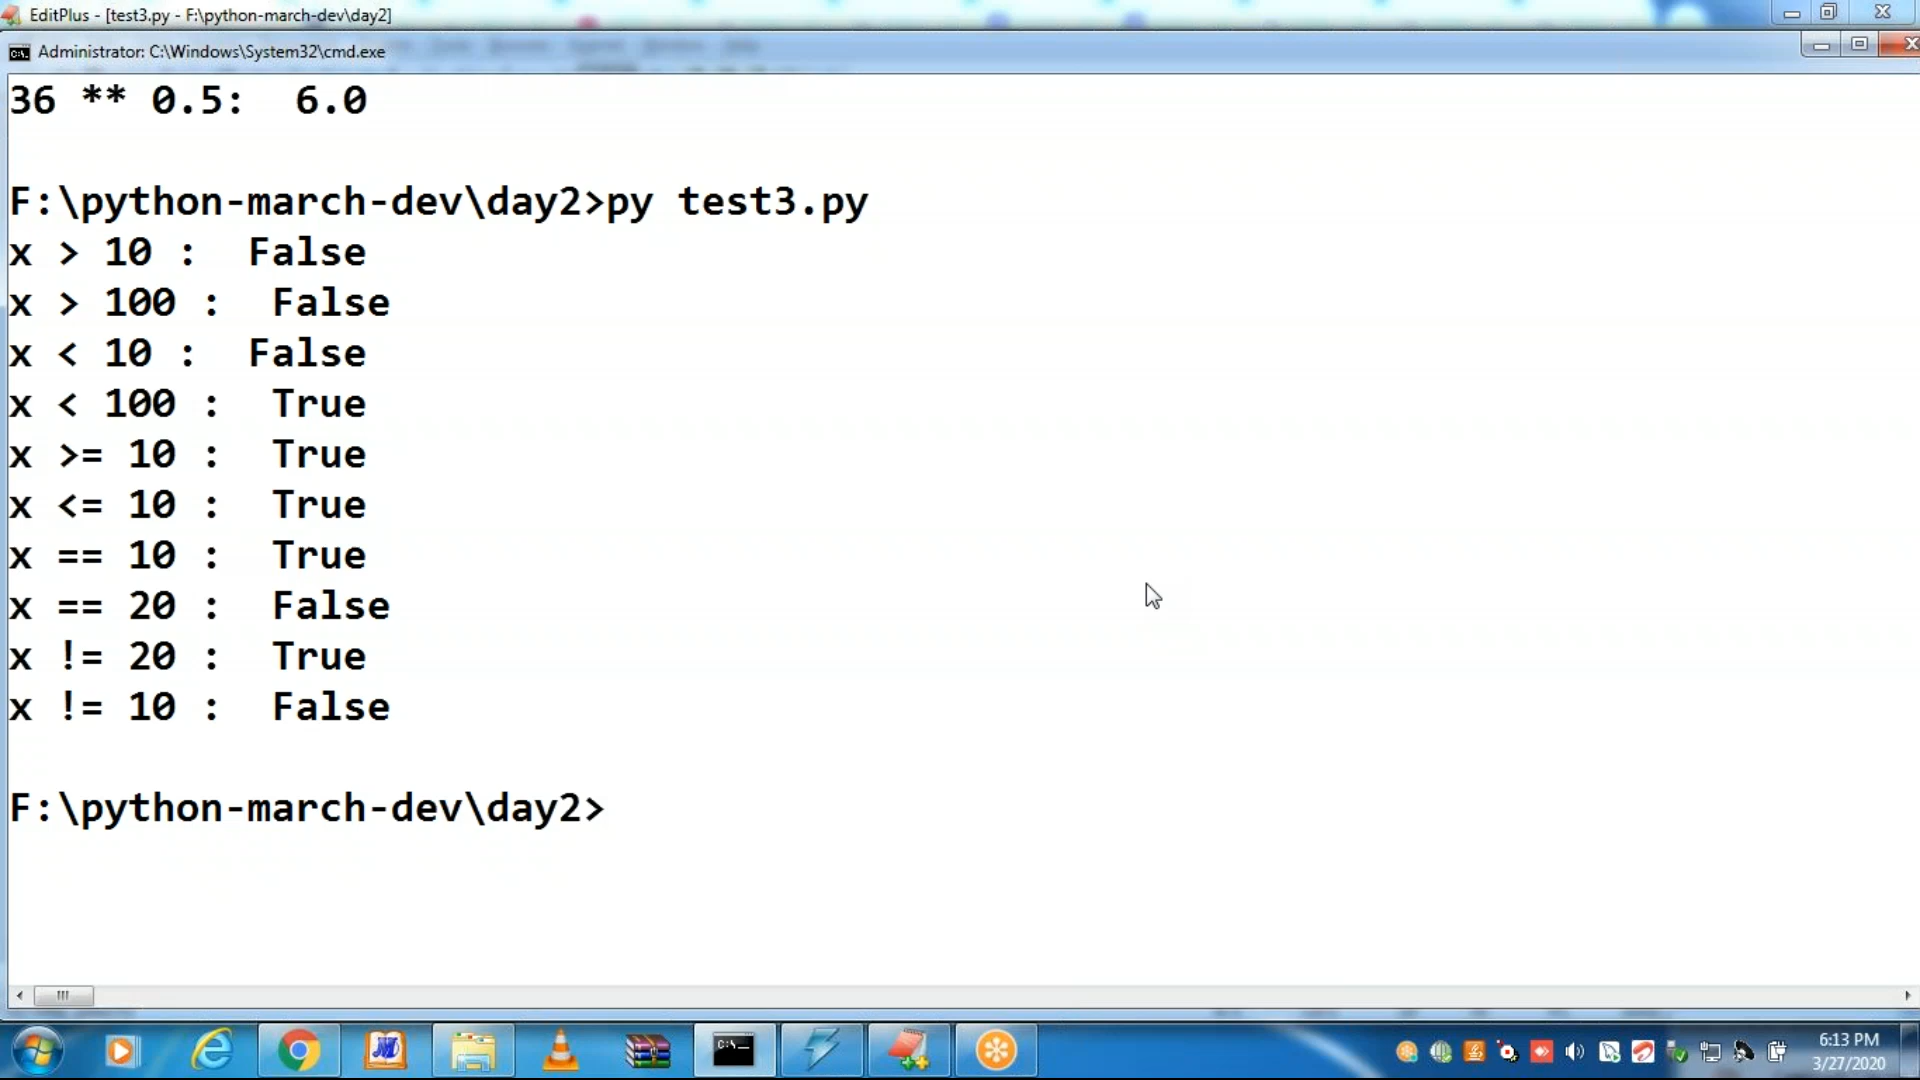 EditPlus - [test3.py - F:\python-march-dev\day2]
Administrator: C:\Windows\System32\cmd.exe
36 ** 0.5:  6.0
F:\python-march-dev\day2>py test3.py
x > 10 :  False
x > 100 :  False
x < 10 :  False
x < 100 :  True
x >= 10 :  True
x <= 10 :  True
x == 10 :  True
x == 20 :  False
x != 20 :  True
x != 10 :  False
F:\python-march-dev\day2>
6:13 PM
3/27/2020